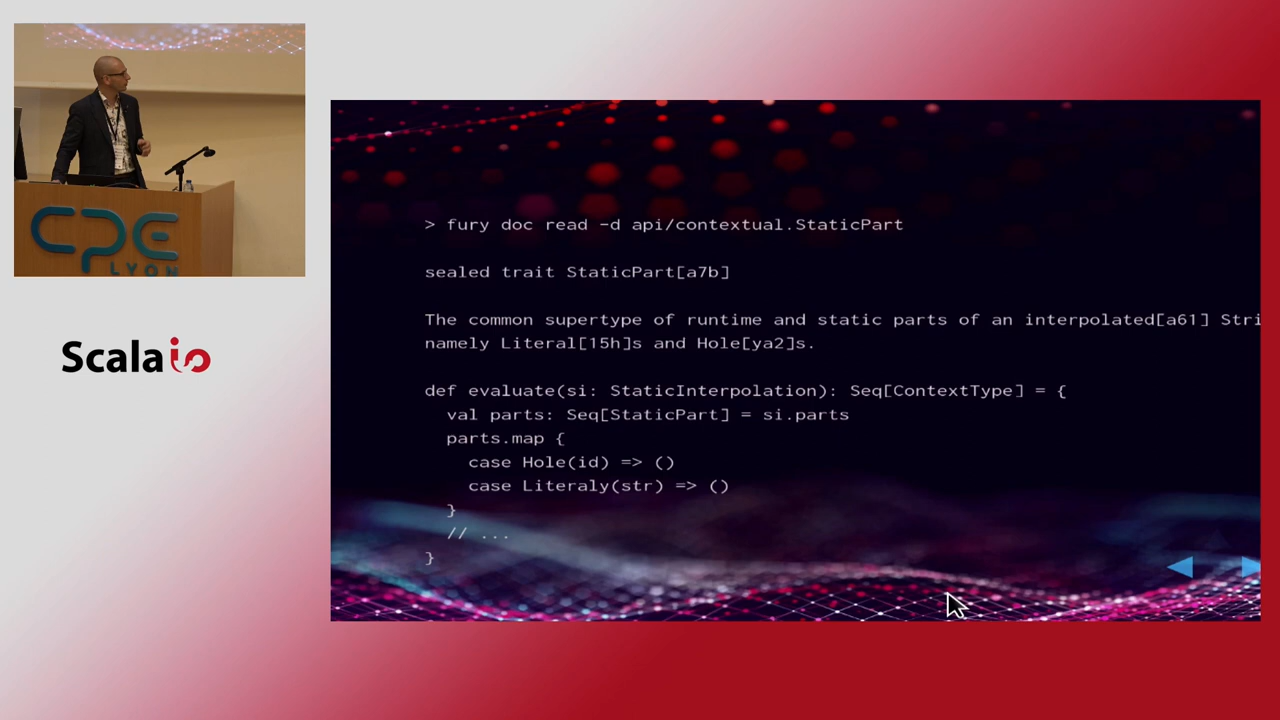 CPE
LYON
Scalaio
> fury doc read -d api/contextual.StaticPart
sealed trait StaticPart[a7b]
The common supertype of runtime and static parts of an interpolated[a61] Stri
namely Literal[15h]s and Hole[ya2]s.
def evaluate(si: StaticInterpolation): Seq[ContextType] = {
val parts: Seq[StaticPart] = si.parts
parts.map {
case Hole(id) => ()
case Literaly(str) => ()
}
// ...
}